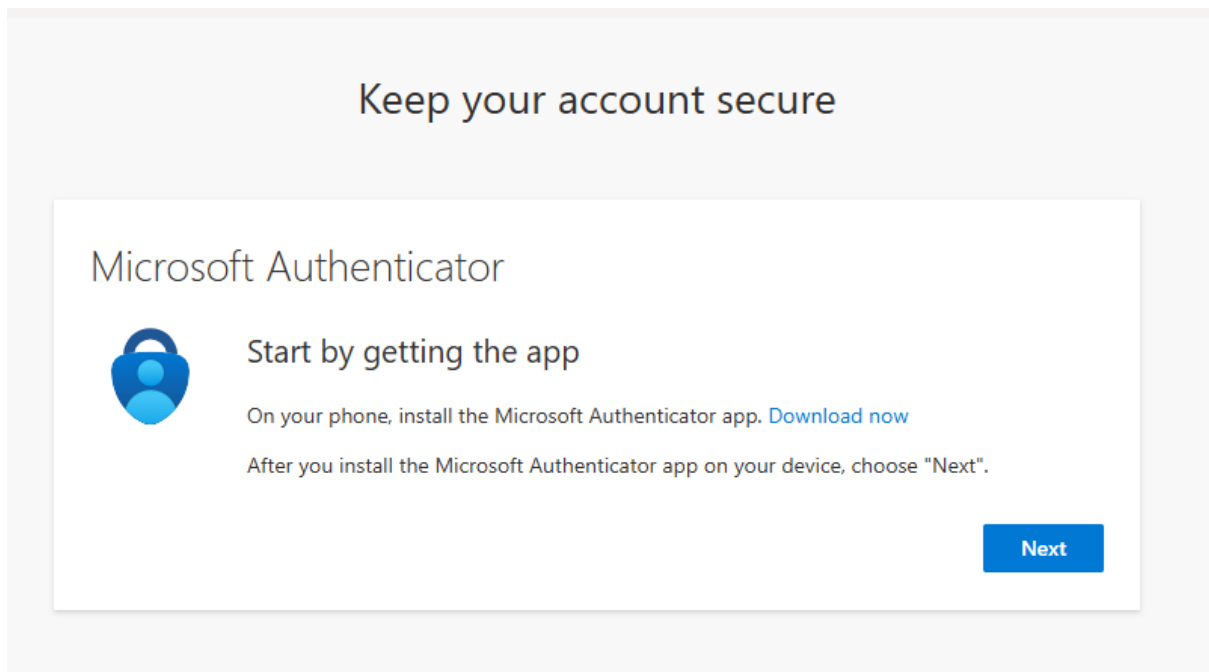 Keep your account secure
Microsoft Authenticator
Start by getting the app
On your phone, install the Microsoft Authenticator app. Download now
After you install the Microsoft Authenticator app on your device, choose "Next".
Next